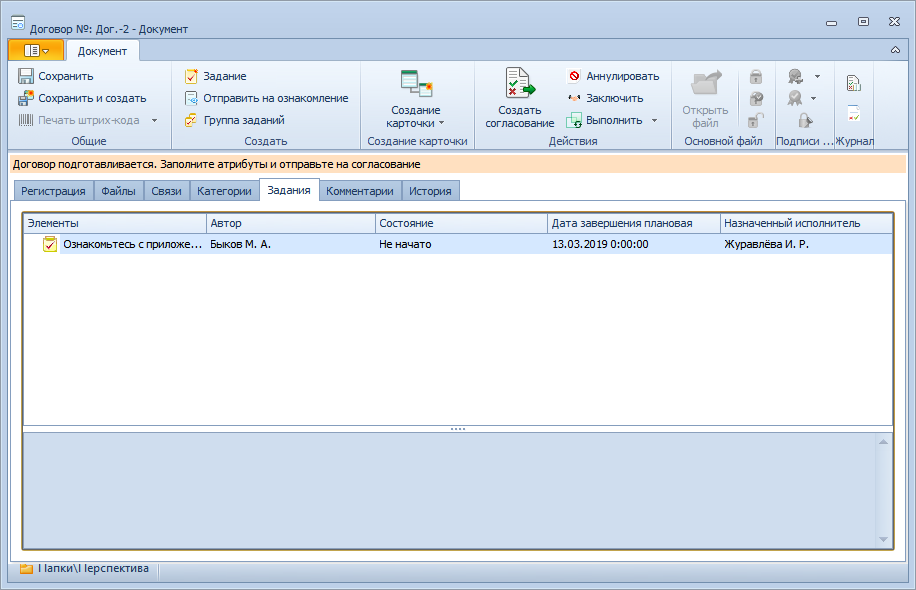 Договор №: Дог.-2 - Документ
Документ
Сохранить
Сохранить и создать
Печать штрих-кода
Общие
Задание
Отправить на ознакомление
Группа заданий
Создать
Создание
карточки
Создание карточки
Создать
согласование
Аннулировать
Заключить
Выполнить
Действия
Открыть
файл
Основной файл
Подписи ...
Журнал
Договор подготавливается. Заполните атрибуты и отправьте на согласование
Регистрация Файлы Связи Категории Задания Комментарии История
Элементы Автор Состояние Дата завершения плановая Назначенный исполнитель
Ознакомьтесь с приложе... Быков М. А. Не начато 13.03.2019 0:00:00 Журавлёва И. Р.
Папки\Перспектива